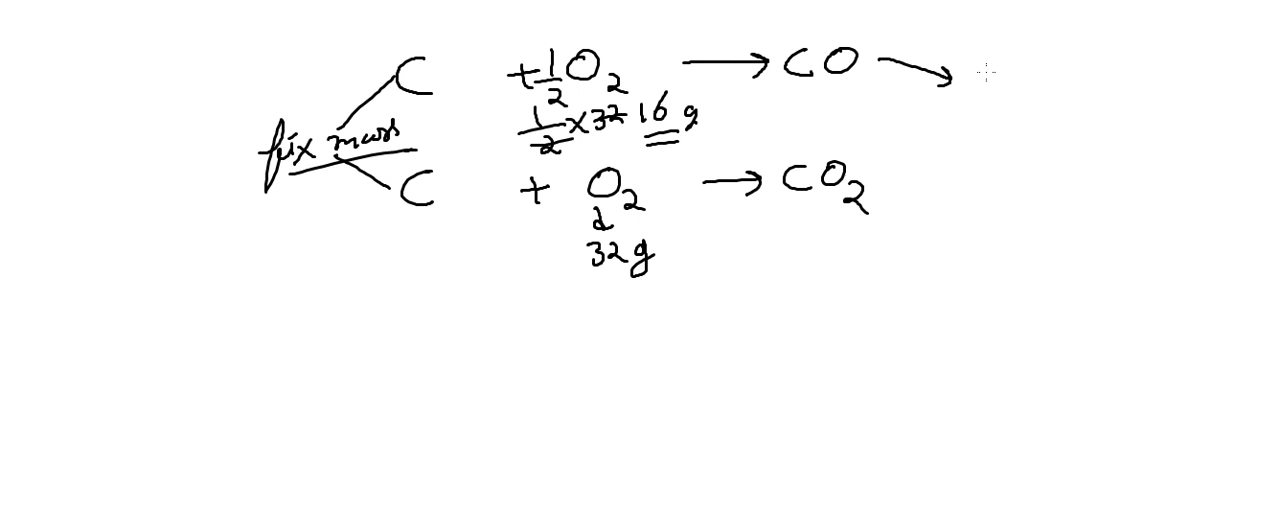 C + 1/2 O2 → CO →
fix mass 1/2 × 32 16 g
C + O2 → CO2
↓
32 g